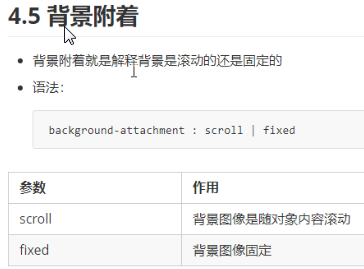 4.5 背景附着
背景附着就是解释背景是滚动的还是固定的
语法：
background-attachment : scroll | fixed
参数 作用
scroll 背景图像是随对象内容滚动
fixed 背景图像固定